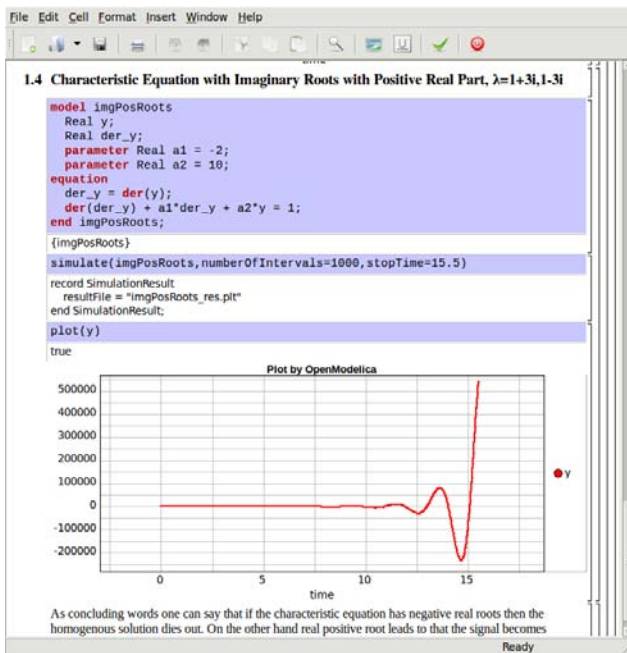 File Edit Cell Format Insert Window Help
1.4 Characteristic Equation with Imaginary Roots with Positive Real Part, λ=1+3i,1-3i
model imgPosRoots
Real y;
Real der_y;
parameter Real a1 = -2;
parameter Real a2 = 10;
equation
der_y = der(y);
der(der_y) + a1*der_y + a2*y = 1;
end imgPosRoots;
{imgPosRoots}
simulate(imgPosRoots,numberOfIntervals=1000,stopTime=15.5)
record SimulationResult
resultFile = "imgPosRoots_res.plt"
end SimulationResult;
plot(y)
true
Plot by OpenModelica
500000
400000
300000
200000
100000
0
-100000
-200000
y
0 5 10 15
time
As concluding words one can say that if the characteristic equation has negative real roots then the
homogenous solution dies out. On the other hand real positive root leads to that the signal becomes
Ready